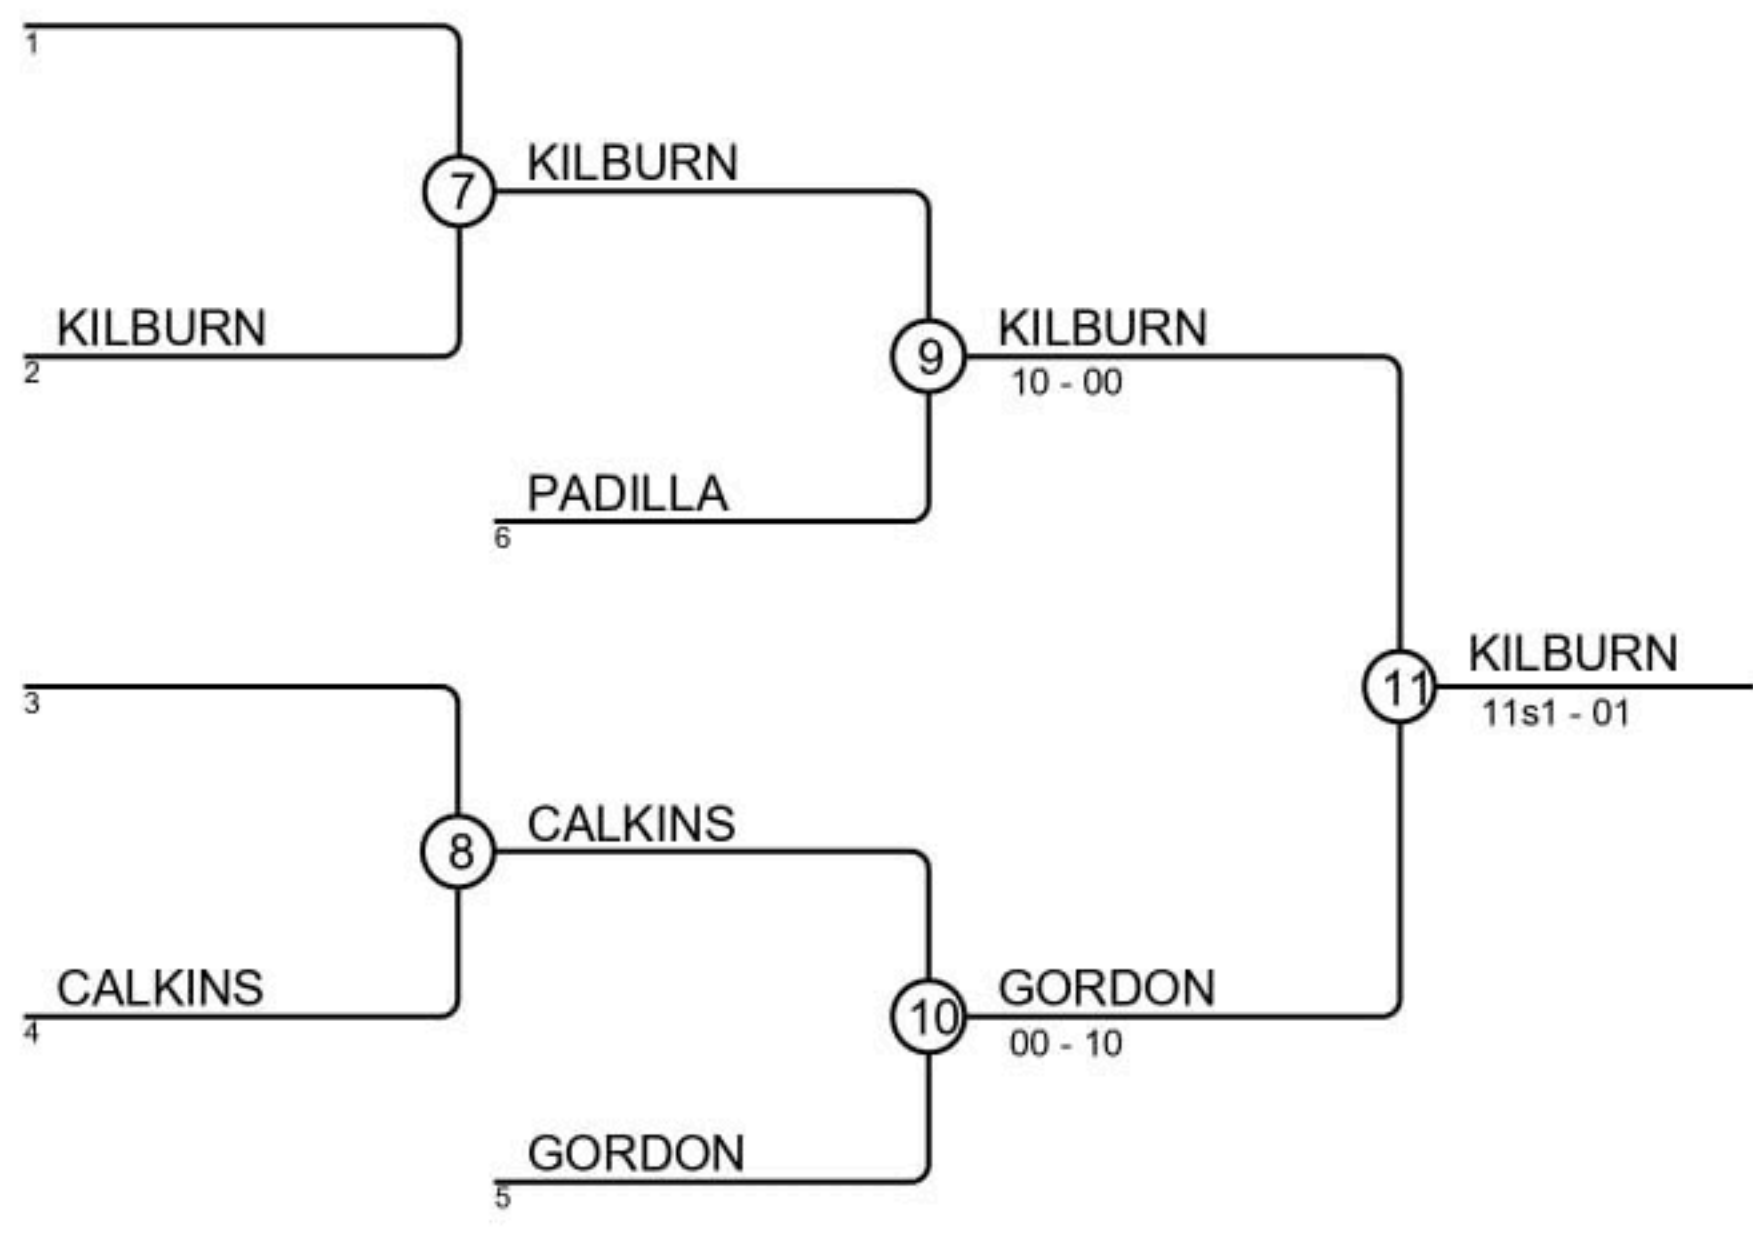 1
7
KILBURN
KILBURN
2
9
KILBURN
10 - 00
PADILLA
6
3
11
KILBURN
11s1 - 01
8
CALKINS
CALKINS
4
10
GORDON
00 - 10
GORDON
5